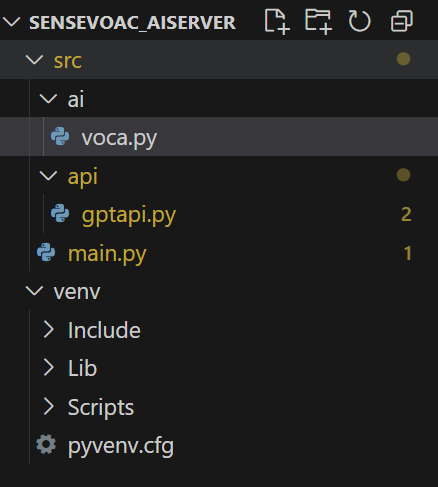 SENSEVOAC_AISERVER
src
ai
voca.py
api
gptapi.py 2
main.py 1
venv
Include
Lib
Scripts
pyvenv.cfg